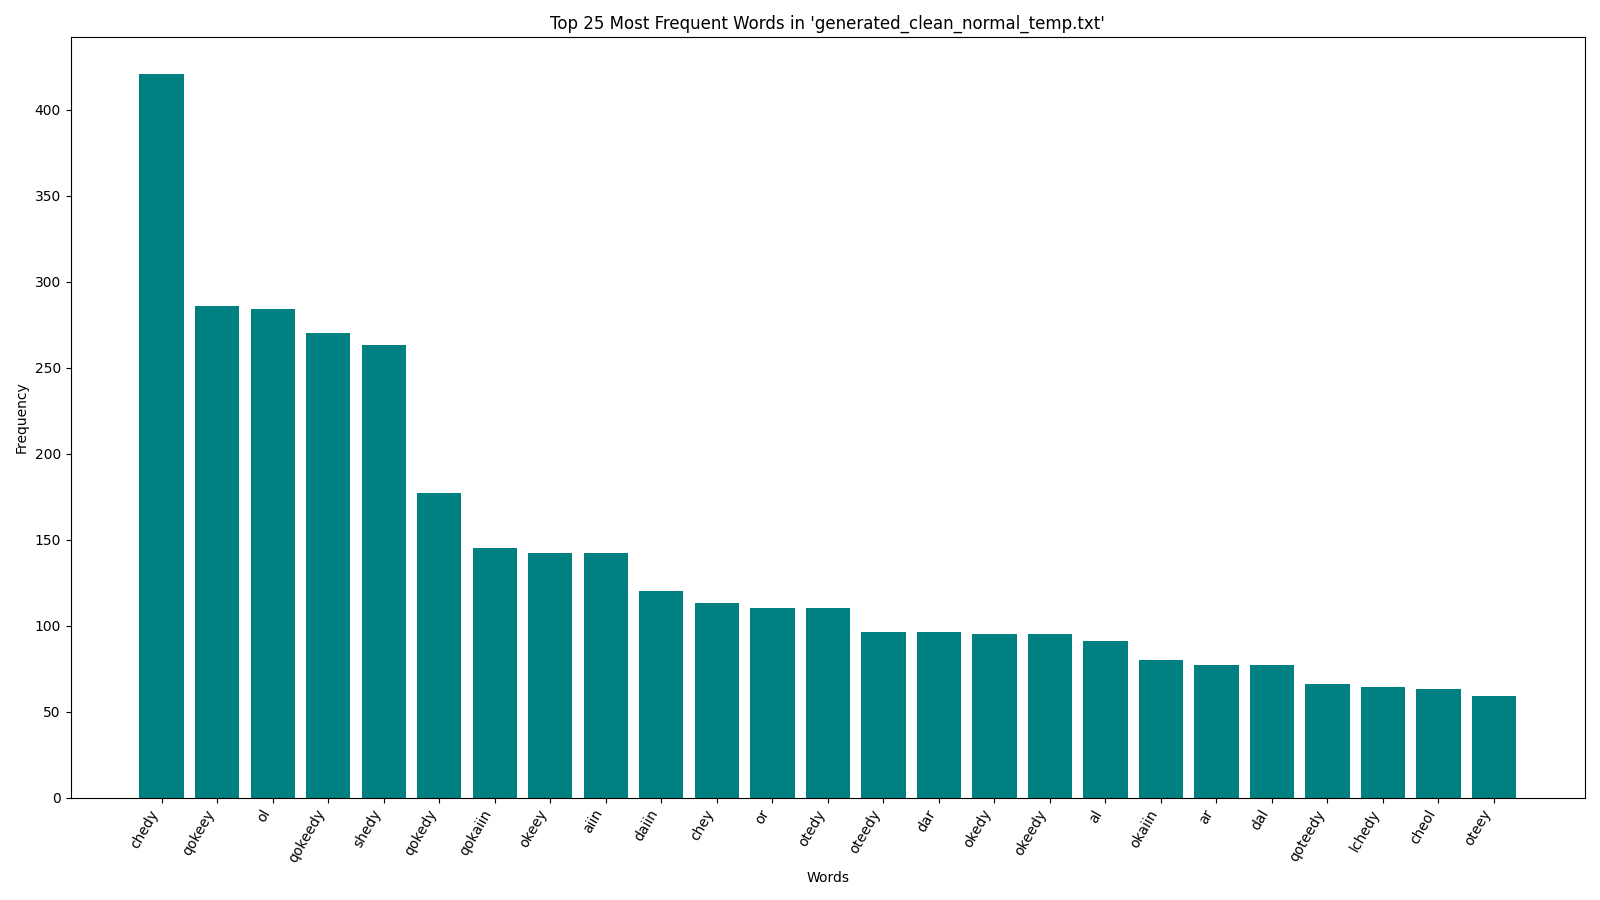 Top 25 Most Frequent Words in 'generated_clean_normal_temp.txt'
Frequency
400
350
300
250
200
150
100
50
0
chedy qokeey ol qokeedy shedy qokedy qokaiin okeey aiin daiin chey or otedy oteedy dar okedy okeedy al okaiin ar dal qoteedy lchedy cheol oteey
Words